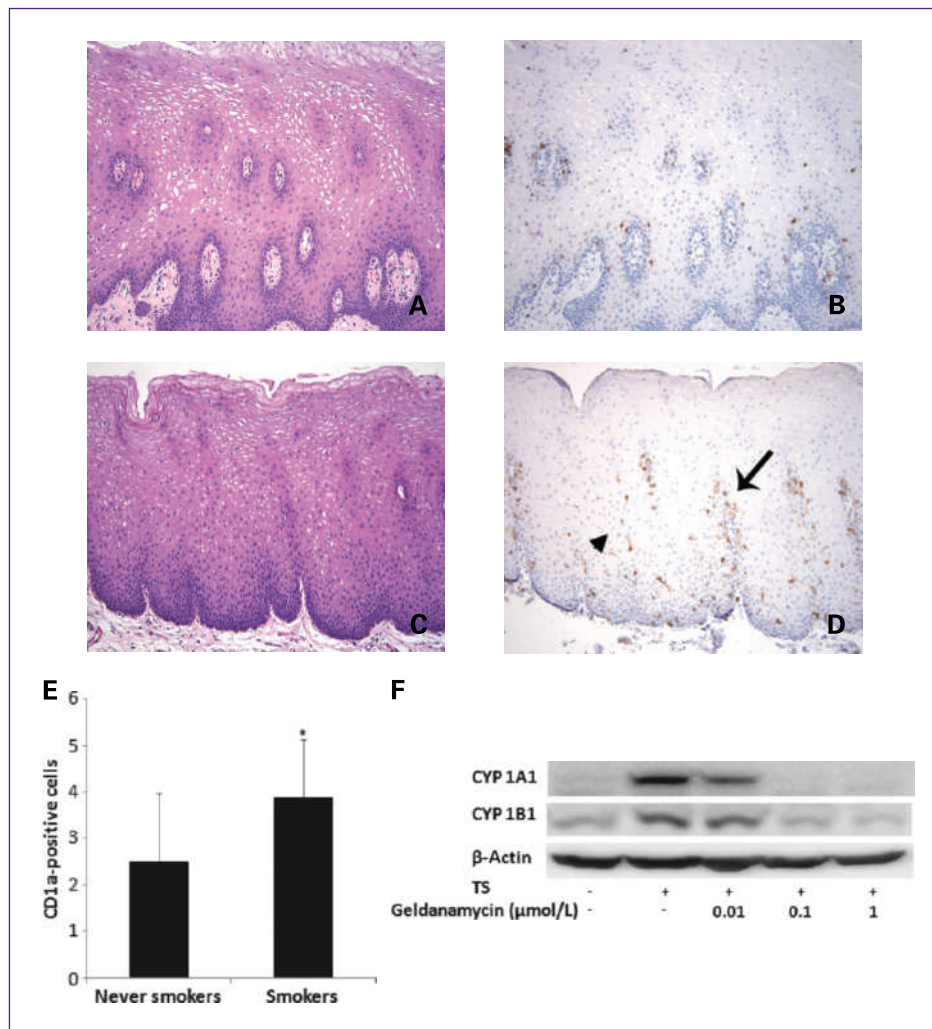 A
B
C
D
E
6
5
4
3
2
1
0
CD1a-positive cells
*
Never smokers
Smokers
F
CYP 1A1
CYP 1B1
β-Actin
TS - + + + +
Geldanamycin (μmol/L) - - 0.01 0.1 1